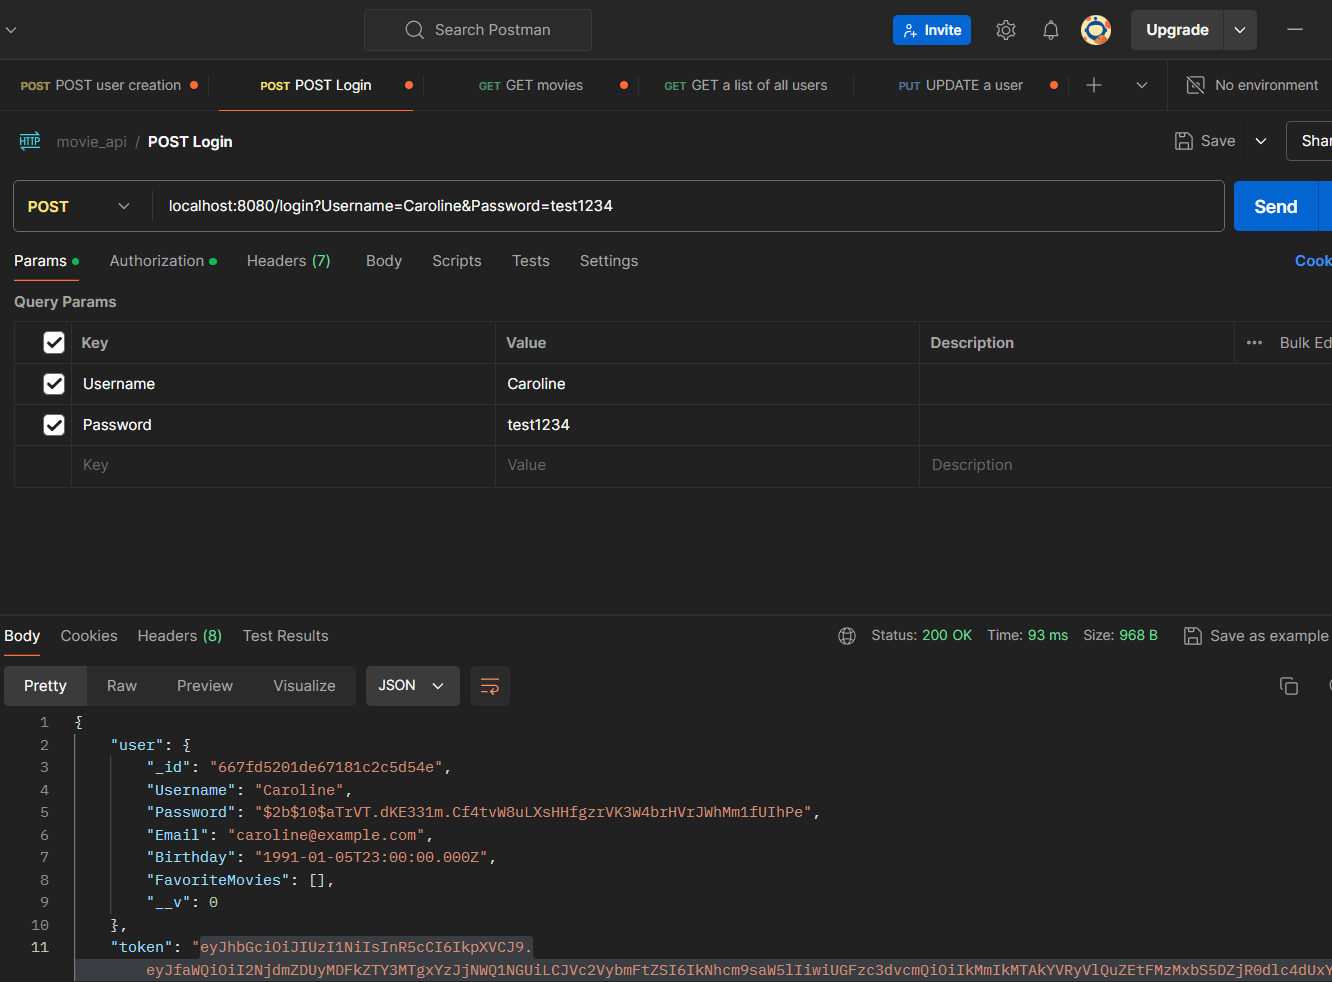 Search Postman
Invite
Upgrade
POST POST user creation
POST POST Login
GET GET movies
GET GET a list of all users
PUT UPDATE a user
No environment
HTTP movie_api / POST Login
Save
Shar
POST
localhost:8080/login?Username=Caroline&Password=test1234
Send
Params
Authorization
Headers (7)
Body
Scripts
Tests
Settings
Cook
Query Params
Key Value Description Bulk Ed
Username Caroline
Password test1234
Key Value Description
Body
Cookies
Headers (8)
Test Results
Status: 200 OK Time: 93 ms Size: 968 B
Save as example
Pretty
Raw
Preview
Visualize
JSON
1 {
2 "user": {
3 "_id": "667fd5201de67181c2c5d54e",
4 "Username": "Caroline",
5 "Password": "$2b$10$aTrVT.dKE331m.Cf4tvW8uLXsHHfgzrVK3W4brHVrJWhMm1fUIhPe",
6 "Email": "caroline@example.com",
7 "Birthday": "1991-01-05T23:00:00.000Z",
8 "FavoriteMovies": [],
9 "__v": 0
10 },
11 "token": "eyJhbGciOiJIUzI1NiIsInR5cCI6IkpXVCJ9.
eyJfaWQiOiI2NjdmZDUyMDFkZTY3MTgxYzJjNWQ1NGUiLCJVc2VybmFtZSI6IkNhcm9saW5lIiwiUGFzc3dvcmQiOiIkMmIkMTAkYVRyVlQuZEtFMzMxbS5DZjR0dlc4dUxY